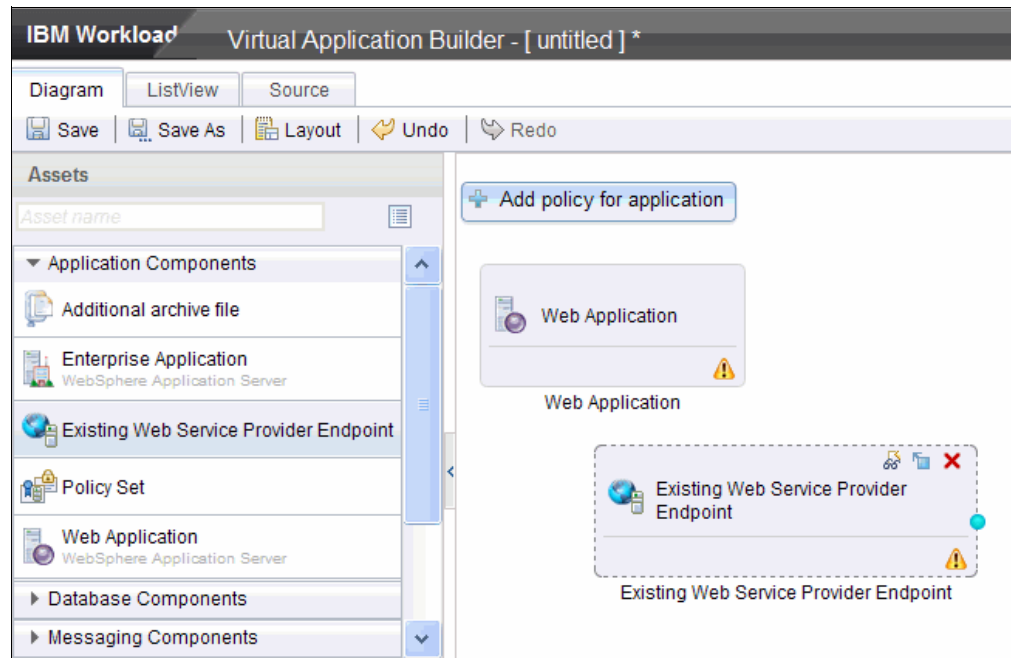 IBM Workload
Virtual Application Builder - [ untitled ] *
Diagram
ListView
Source
Save
Save As
Layout
Undo
Redo
Assets
Asset name
Add policy for application
Application Components
Additional archive file
Enterprise Application
WebSphere Application Server
Existing Web Service Provider Endpoint
Policy Set
Web Application
WebSphere Application Server
Database Components
Messaging Components
Web Application
Web Application
Existing Web Service Provider
Endpoint
Existing Web Service Provider Endpoint